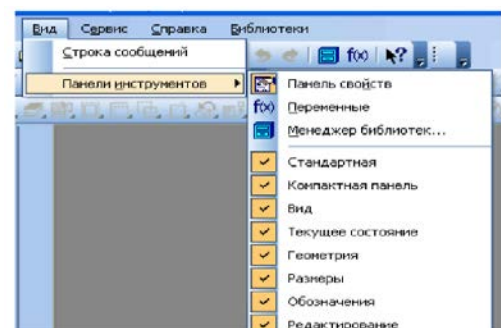 Вид Сервис Справка Библиотеки
Строка сообщений
f(x)
Панели инструментов Панель свойств
f(x) Переменные
Менеджер библиотек...
Стандартная
Компактная панель
Вид
Текущее состояние
Геометрия
Размеры
Обозначения
Редактирование